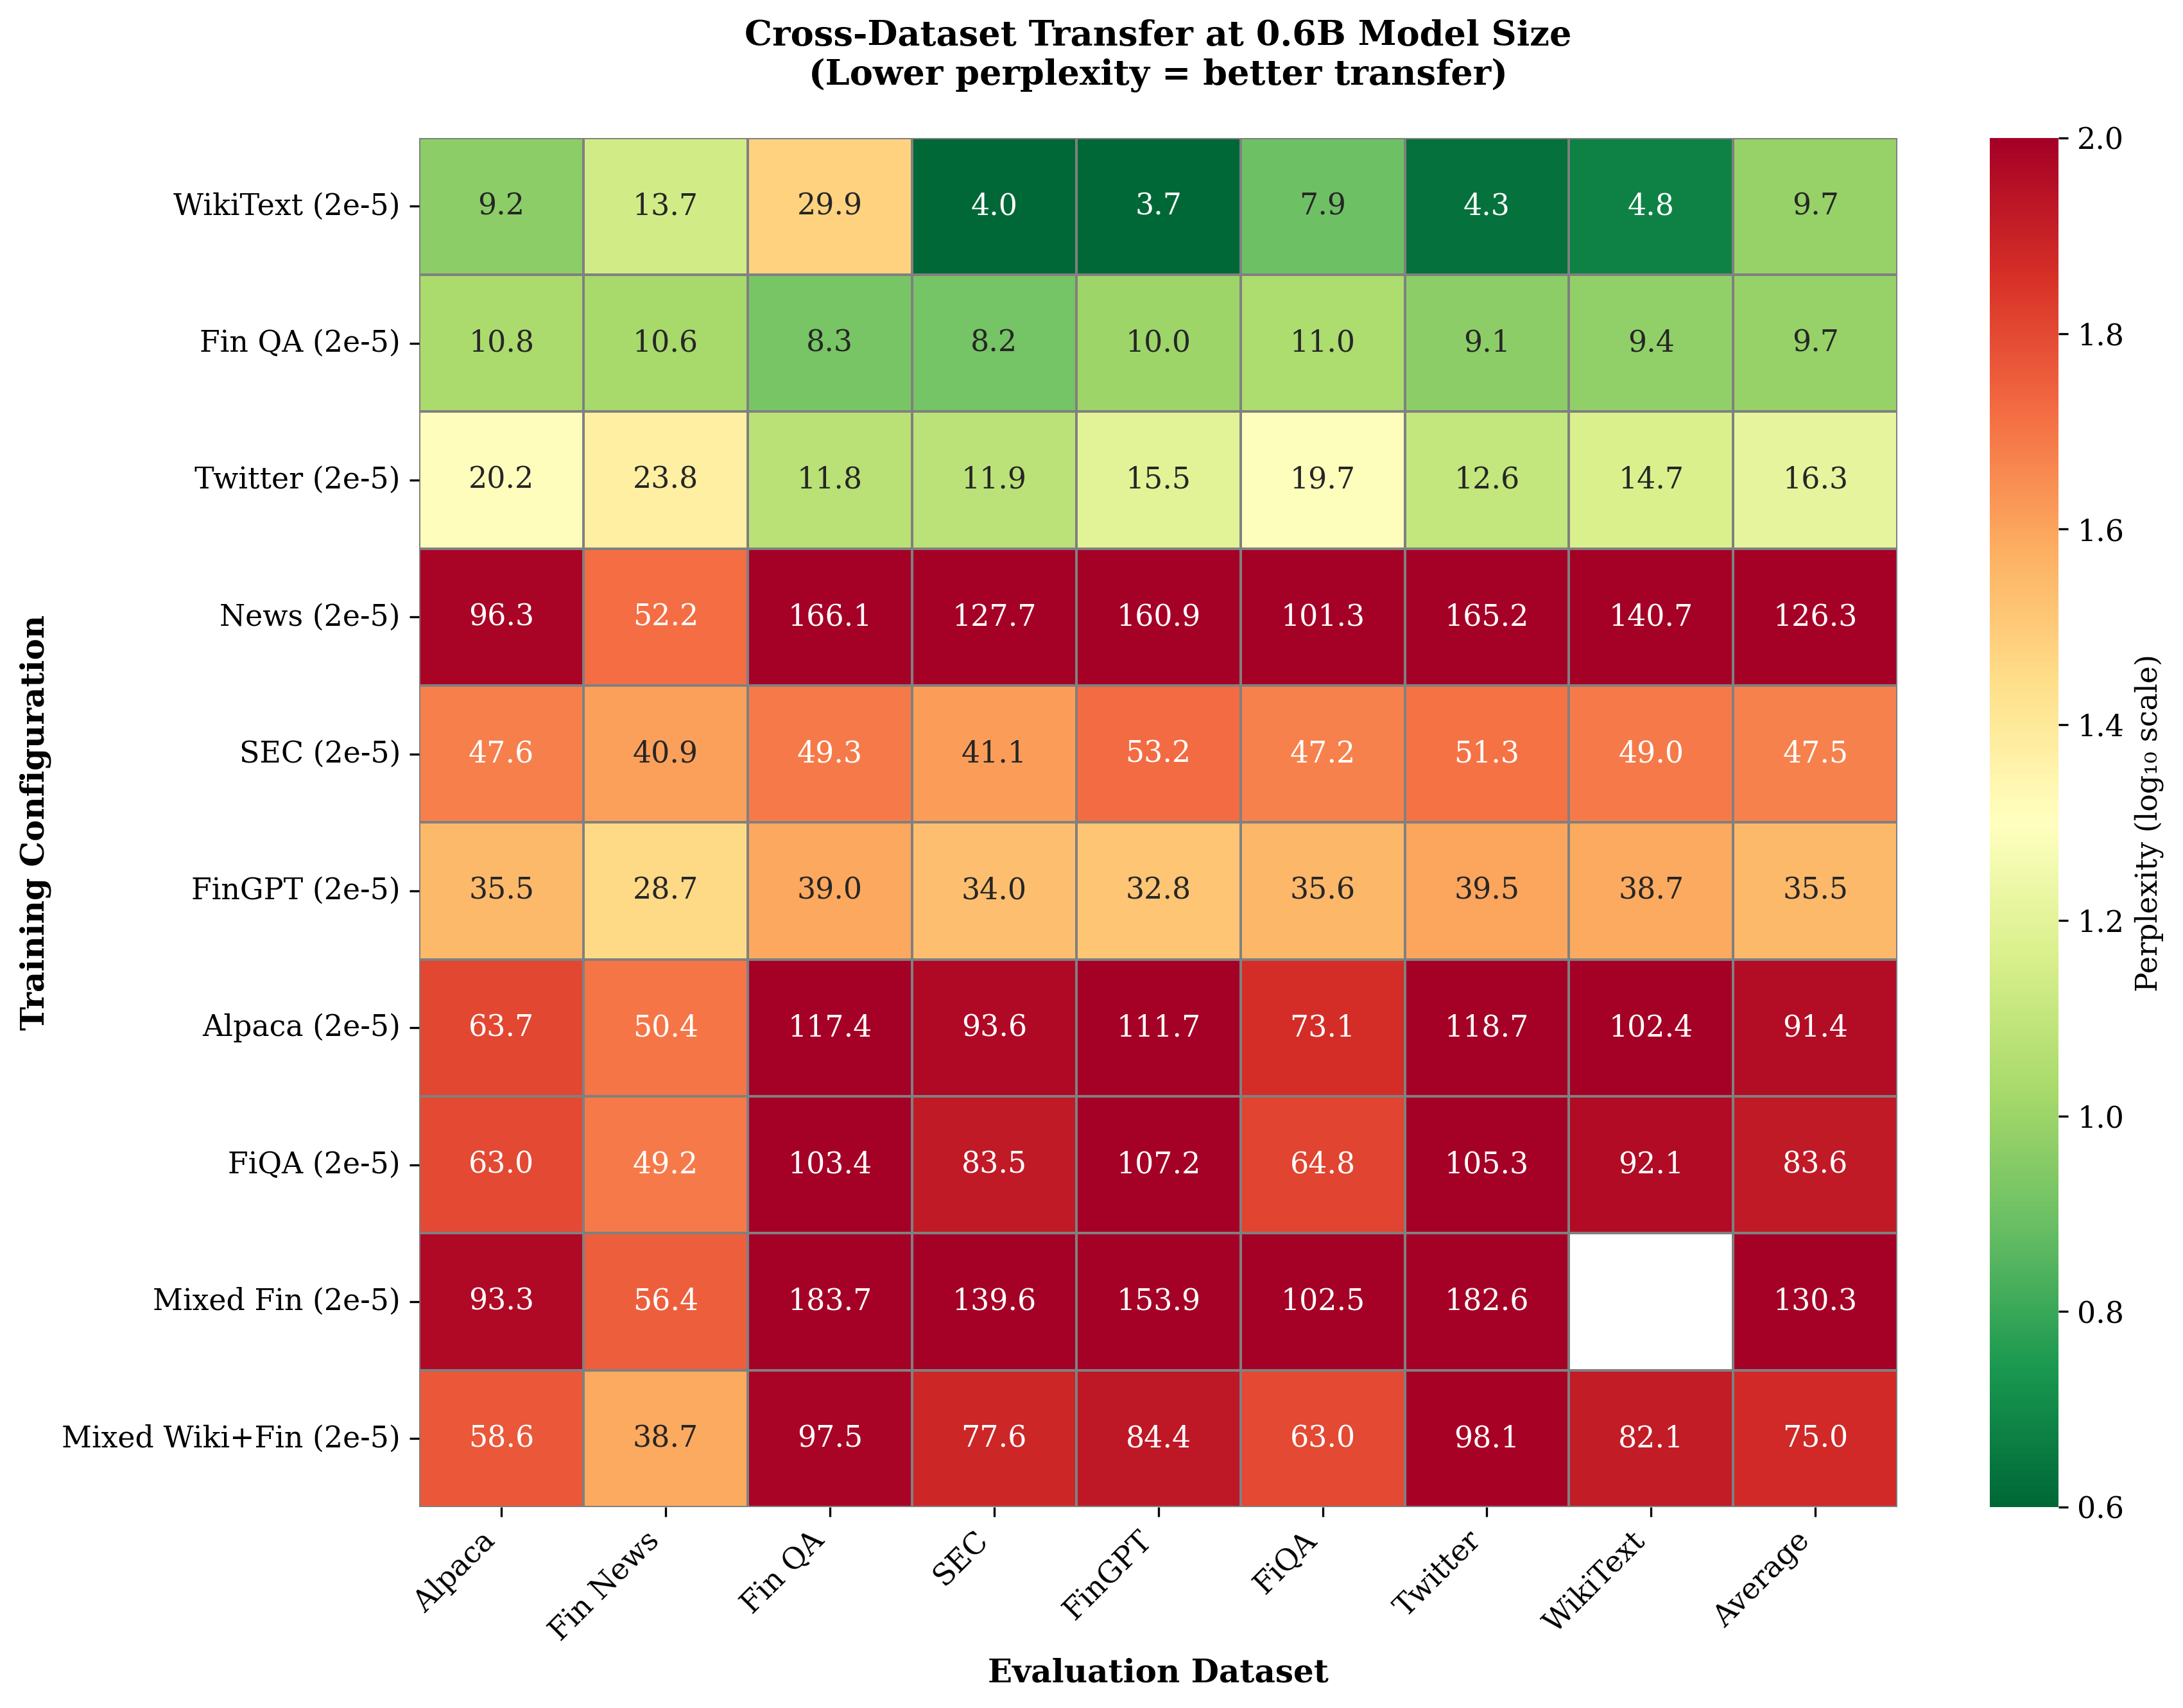 Cross-Dataset Transfer at 0.6B Model Size
(Lower perplexity = better transfer)
Training Configuration
WikiText (2e-5) 9.2 13.7 29.9 4.0 3.7 7.9 4.3 4.8 9.7
Fin QA (2e-5) 10.8 10.6 8.3 8.2 10.0 11.0 9.1 9.4 9.7
Twitter (2e-5) 20.2 23.8 11.8 11.9 15.5 19.7 12.6 14.7 16.3
News (2e-5) 96.3 52.2 166.1 127.7 160.9 101.3 165.2 140.7 126.3
SEC (2e-5) 47.6 40.9 49.3 41.1 53.2 47.2 51.3 49.0 47.5
FinGPT (2e-5) 35.5 28.7 39.0 34.0 32.8 35.6 39.5 38.7 35.5
Alpaca (2e-5) 63.7 50.4 117.4 93.6 111.7 73.1 118.7 102.4 91.4
FiQA (2e-5) 63.0 49.2 103.4 83.5 107.2 64.8 105.3 92.1 83.6
Mixed Fin (2e-5) 93.3 56.4 183.7 139.6 153.9 102.5 182.6 130.3
Mixed Wiki+Fin (2e-5) 58.6 38.7 97.5 77.6 84.4 63.0 98.1 82.1 75.0
Alpaca Fin News Fin QA SEC FinGPT FiQA Twitter WikiText Average
Evaluation Dataset
2.0
1.8
1.6
1.4
1.2
1.0
0.8
0.6
Perplexity (log₁₀ scale)